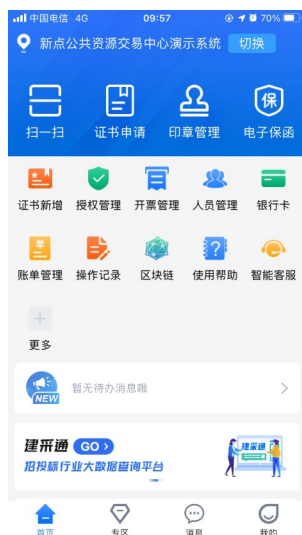 中国电信 4G 09:57 70%
新点公共资源交易中心演示系统 切换
扫一扫 证书申请 印章管理 保 电子保函
证书新增 授权管理 开票管理 人员管理 银行卡
账单管理 操作记录 区块链 使用帮助 智能客服
更多
NEW 暂无待办消息哦
建采通 GO 建采通
招投标行业大数据查询平台
首页 专区 消息 我的